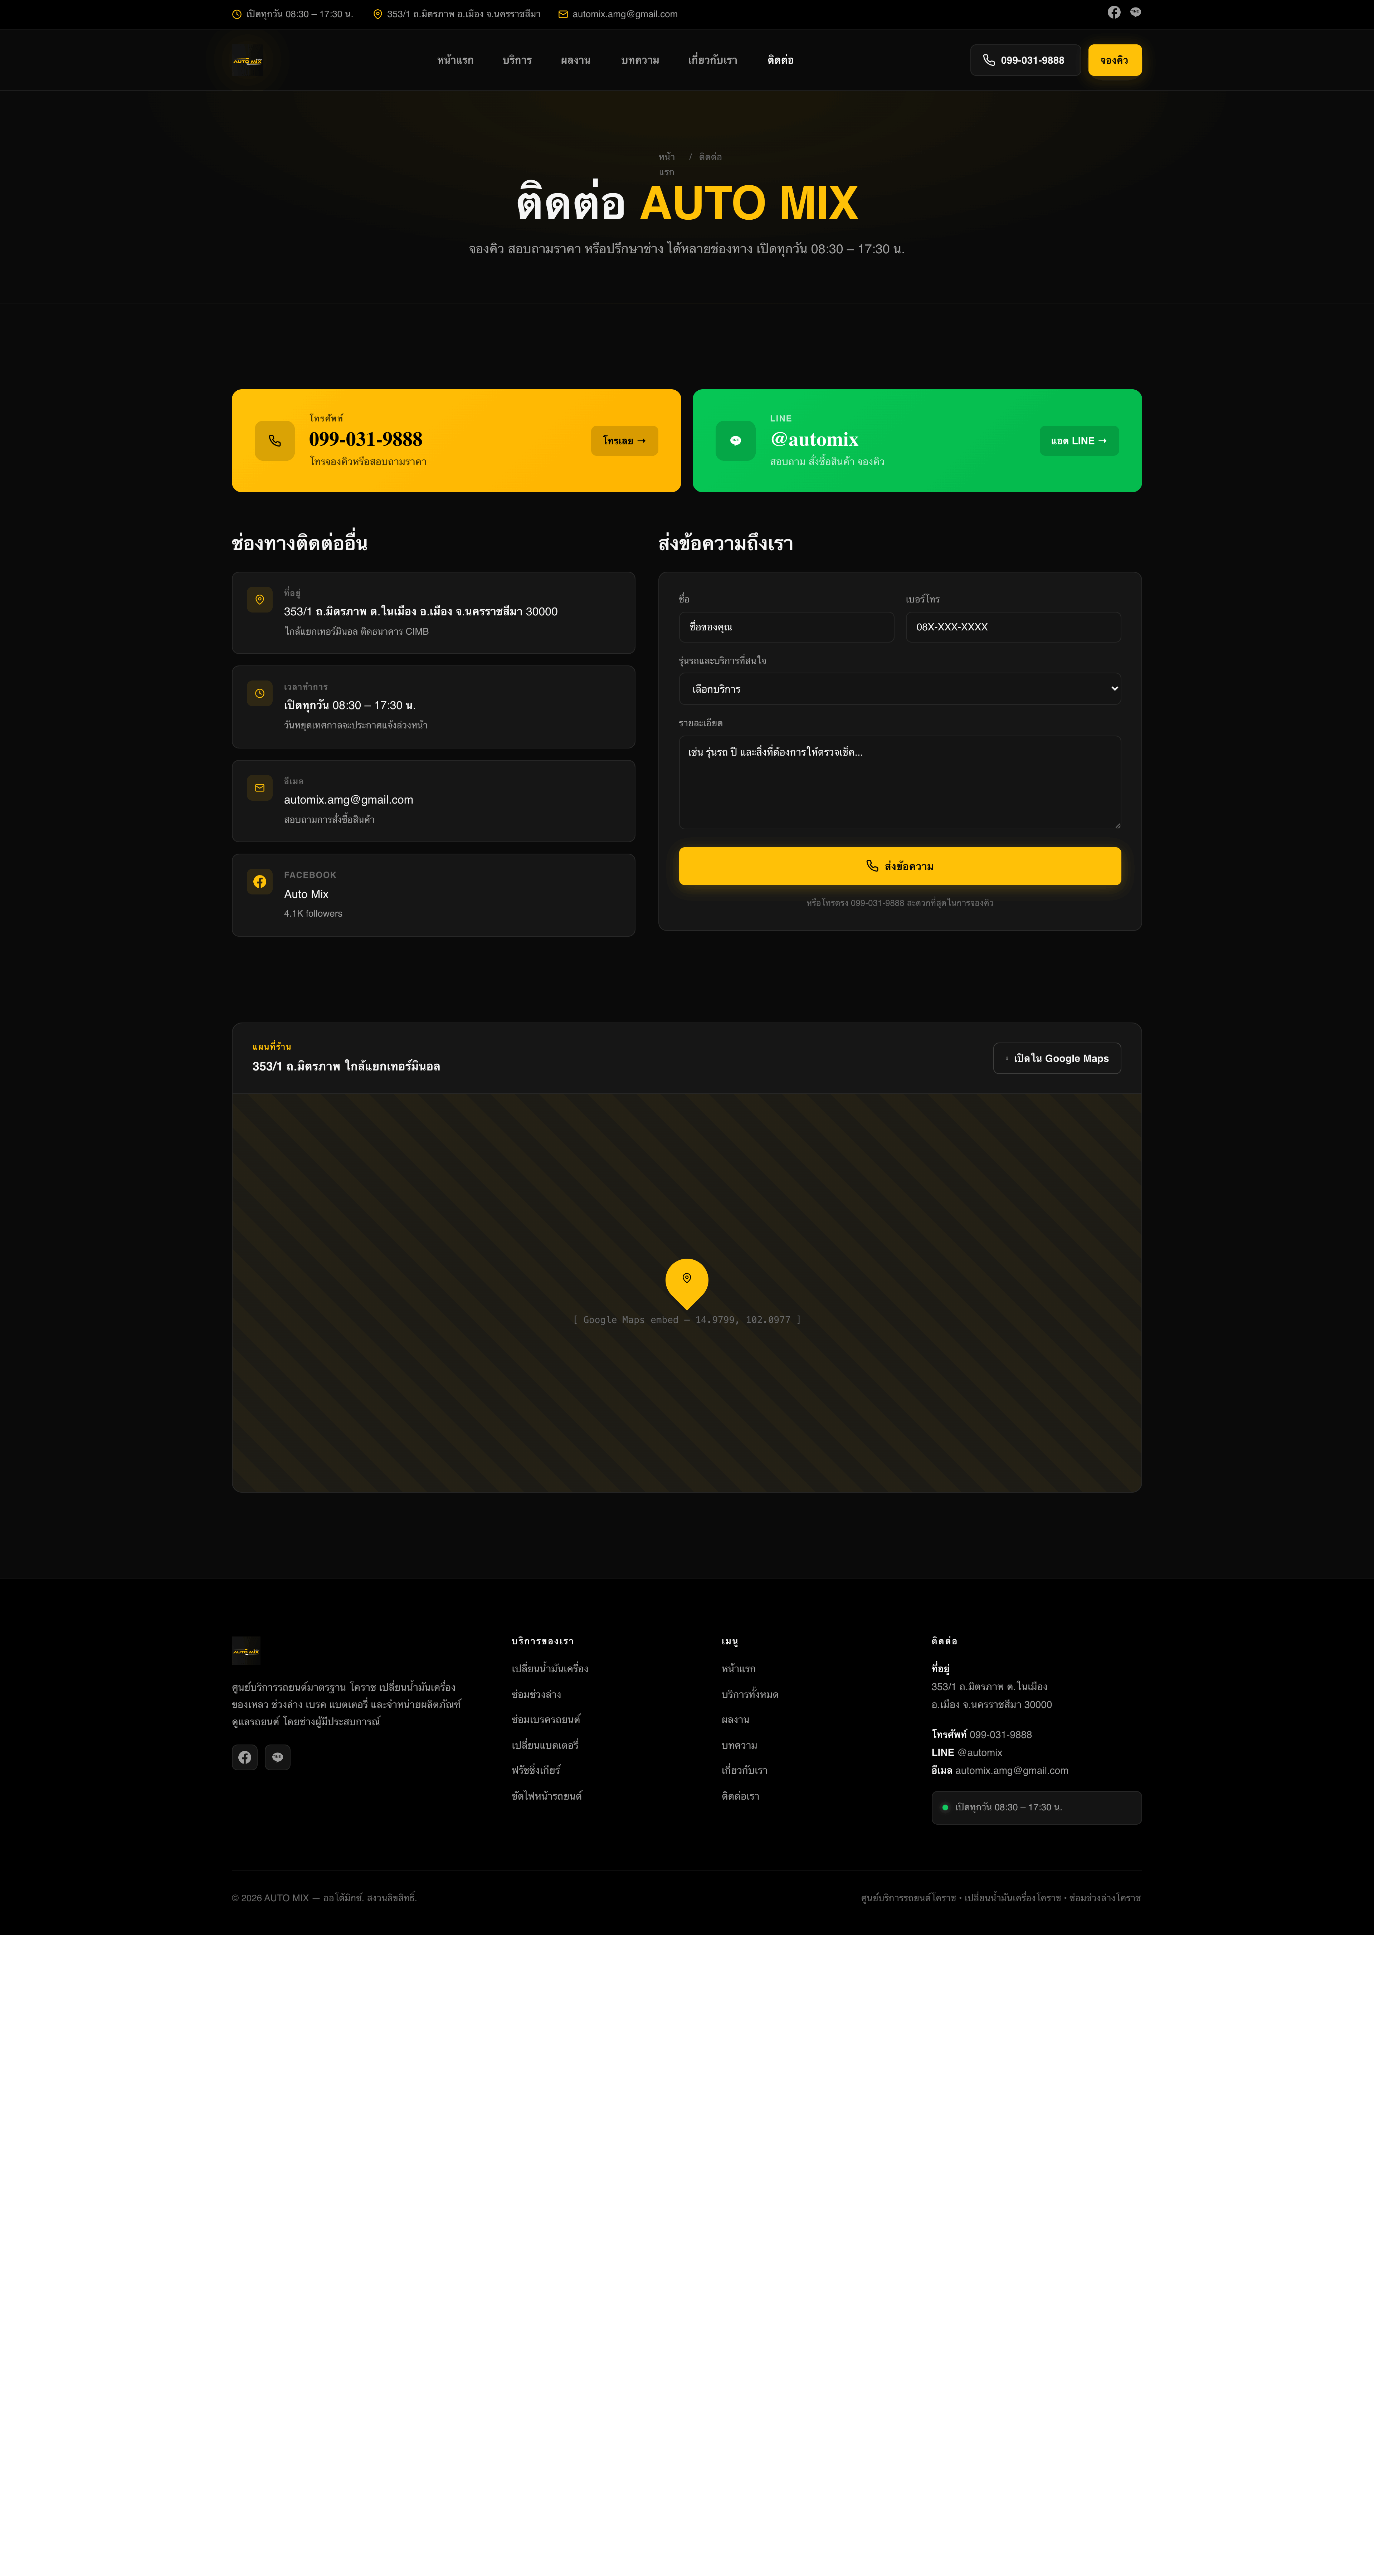 เปิดทุกวัน 08:30 – 17:30 น.
353/1 ถ.มิตรภาพ อ.เมือง จ.นครราชสีมา
automix.amg@gmail.com
AUTO MIX
หน้าแรก
บริการ
ผลงาน
บทความ
เกี่ยวกับเรา
ติดต่อ
099-031-9888
จองคิว
หน้า
แรก
/ ติดต่อ
ติดต่อ AUTO MIX
จองคิว สอบถามราคา หรือปรึกษาช่าง ได้หลายช่องทาง เปิดทุกวัน 08:30 – 17:30 น.
โทรศัพท์
099-031-9888
โทรจองคิวหรือสอบถามราคา
โทรเลย →
LINE
@automix
สอบถาม สั่งซื้อสินค้า จองคิว
แอด LINE →
ช่องทางติดต่ออื่น
ที่อยู่
353/1 ถ.มิตรภาพ ต.ในเมือง อ.เมือง จ.นครราชสีมา 30000
ใกล้แยกเทอร์มินอล ติดธนาคาร CIMB
เวลาทำการ
เปิดทุกวัน 08:30 – 17:30 น.
วันหยุดเทศกาลจะประกาศแจ้งล่วงหน้า
อีเมล
automix.amg@gmail.com
สอบถามการสั่งซื้อสินค้า
FACEBOOK
Auto Mix
4.1K followers
ส่งข้อความถึงเรา
ชื่อ
เบอร์โทร
ชื่อของคุณ
08X-XXX-XXXX
รุ่นรถและบริการที่สนใจ
เลือกบริการ
รายละเอียด
เช่น รุ่นรถ ปี และสิ่งที่ต้องการให้ตรวจเช็ค...
ส่งข้อความ
หรือโทรตรง 099-031-9888 สะดวกที่สุดในการจองคิว
แผนที่ร้าน
353/1 ถ.มิตรภาพ ใกล้แยกเทอร์มินอล
เปิดใน Google Maps
[ Google Maps embed — 14.9799, 102.0977 ]
AUTO MIX
ศูนย์บริการรถยนต์มาตรฐาน โคราช เปลี่ยนน้ำมันเครื่อง
ของเหลว ช่วงล่าง เบรค แบตเตอรี่ และจำหน่ายผลิตภัณฑ์
ดูแลรถยนต์ โดยช่างผู้มีประสบการณ์
บริการของเรา
เปลี่ยนน้ำมันเครื่อง
ซ่อมช่วงล่าง
ซ่อมเบรครถยนต์
เปลี่ยนแบตเตอรี่
ฟรัชชิ่งเกียร์
ขัดไฟหน้ารถยนต์
เมนู
หน้าแรก
บริการทั้งหมด
ผลงาน
บทความ
เกี่ยวกับเรา
ติดต่อเรา
ติดต่อ
ที่อยู่
353/1 ถ.มิตรภาพ ต.ในเมือง
อ.เมือง จ.นครราชสีมา 30000
โทรศัพท์ 099-031-9888
LINE @automix
อีเมล automix.amg@gmail.com
เปิดทุกวัน 08:30 – 17:30 น.
© 2026 AUTO MIX — ออโต้มิกซ์. สงวนลิขสิทธิ์.
ศูนย์บริการรถยนต์โคราช • เปลี่ยนน้ำมันเครื่องโคราช • ซ่อมช่วงล่างโคราช